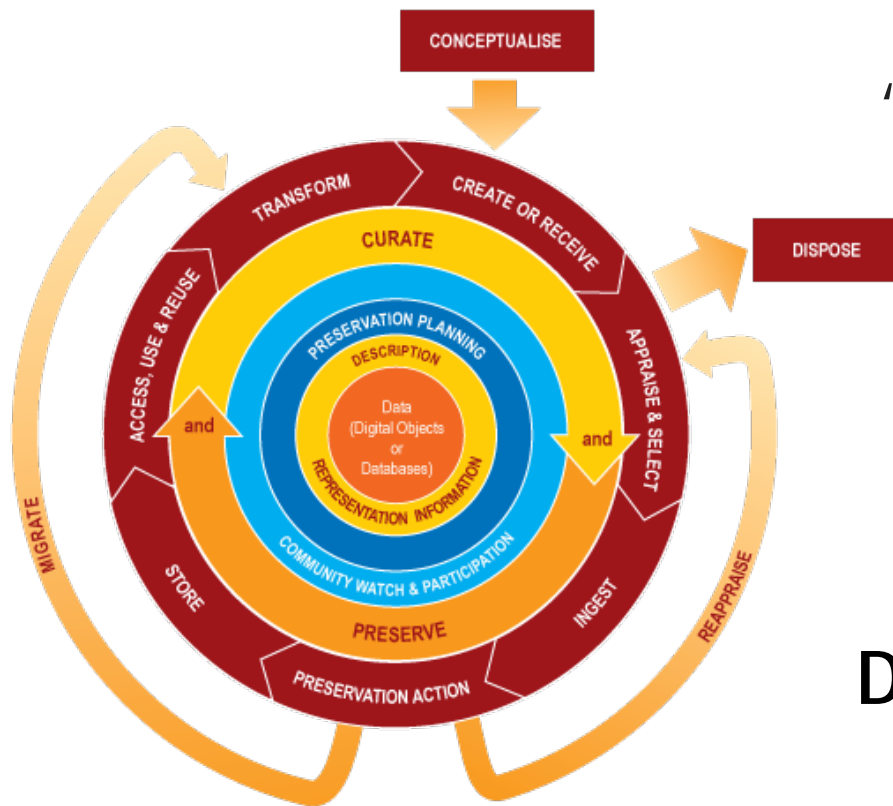 CONCEPTUALISE
“
TRANSFORM
CREATE OR RECEIVE
DISPOSE
CURATE
ACCESS, USE & REUSE
APPRAISE & SELECT
PRESERVATION PLANNING
DESCRIPTION
and
Data
(Digital Objects
or
Databases)
and
REPRESENTATION INFORMATION
COMMUNITY WATCH & PARTICIPATION
MIGRATE
STORE
INGEST
REAPPRAISE
PRESERVE
PRESERVATION ACTION
D